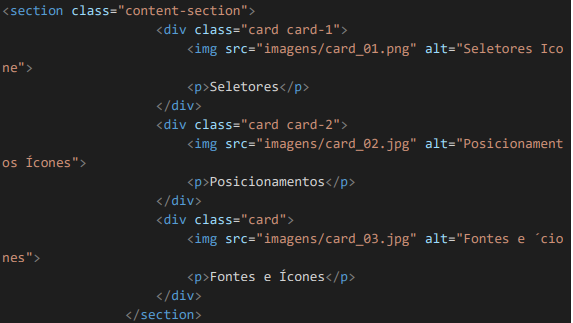 <section class="content-section">
<div class="card card-1">
<img src="imagens/card_01.png" alt="Seletores Ico
ne">
<p>Seletores</p>
</div>
<div class="card card-2">
<img src="imagens/card_02.jpg" alt="Posicionament
os Ícones">
<p>Posicionamentos</p>
</div>
<div class="card">
<img src="imagens/card_03.jpg" alt="Fontes e ´cio
nes">
<p>Fontes e Ícones</p>
</div>
</section>